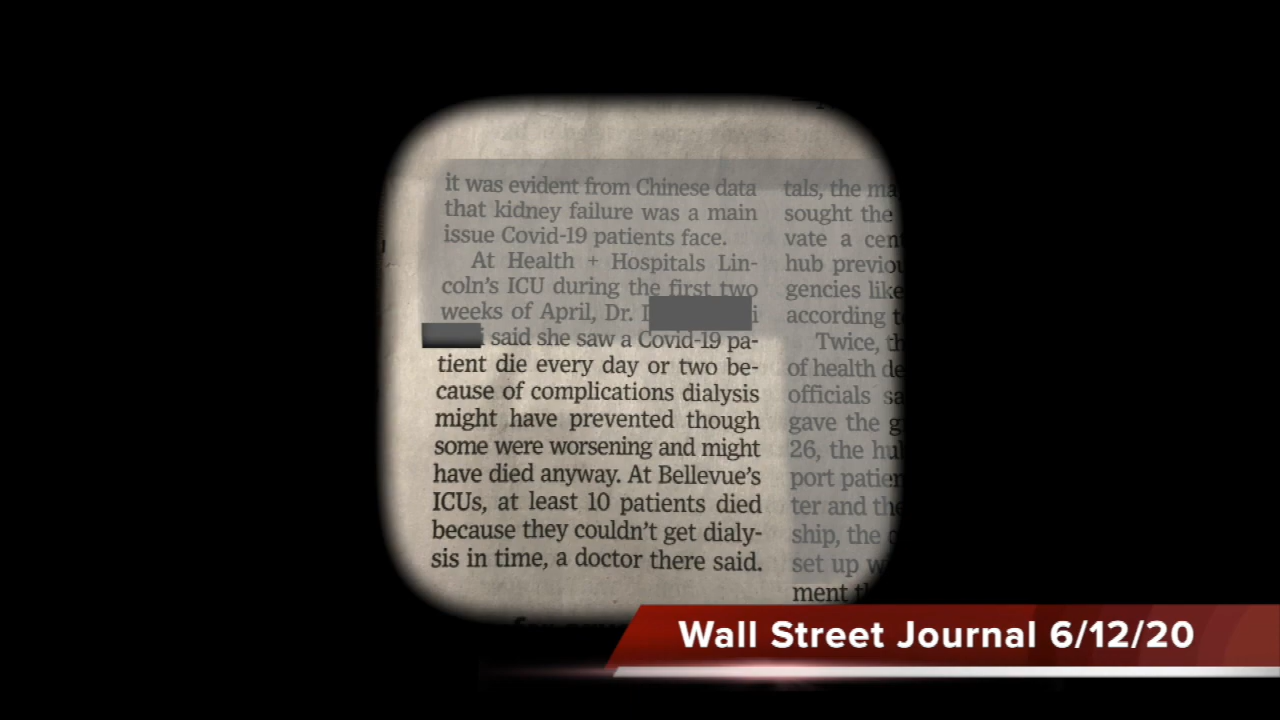 it was evident from Chinese data
that kidney failure was a main
issue Covid-19 patients face.
At Health + Hospitals Lin-
coln's ICU during the first two
weeks of April, Dr.
said she saw a Covid-19 pa-
tient die every day or two be-
cause of complications dialysis
might have prevented though
some were worsening and might
have died anyway. At Bellevue's
ICUs, at least 10 patients died
because they couldn't get dialy-
sis in time, a doctor there said.
tals, the
sought the
vate a
hub
gencies like
according
Twice,
of health
officials
gave the
26, the
port
ter and
ship, the
set up
ment
Wall Street Journal 6/12/20